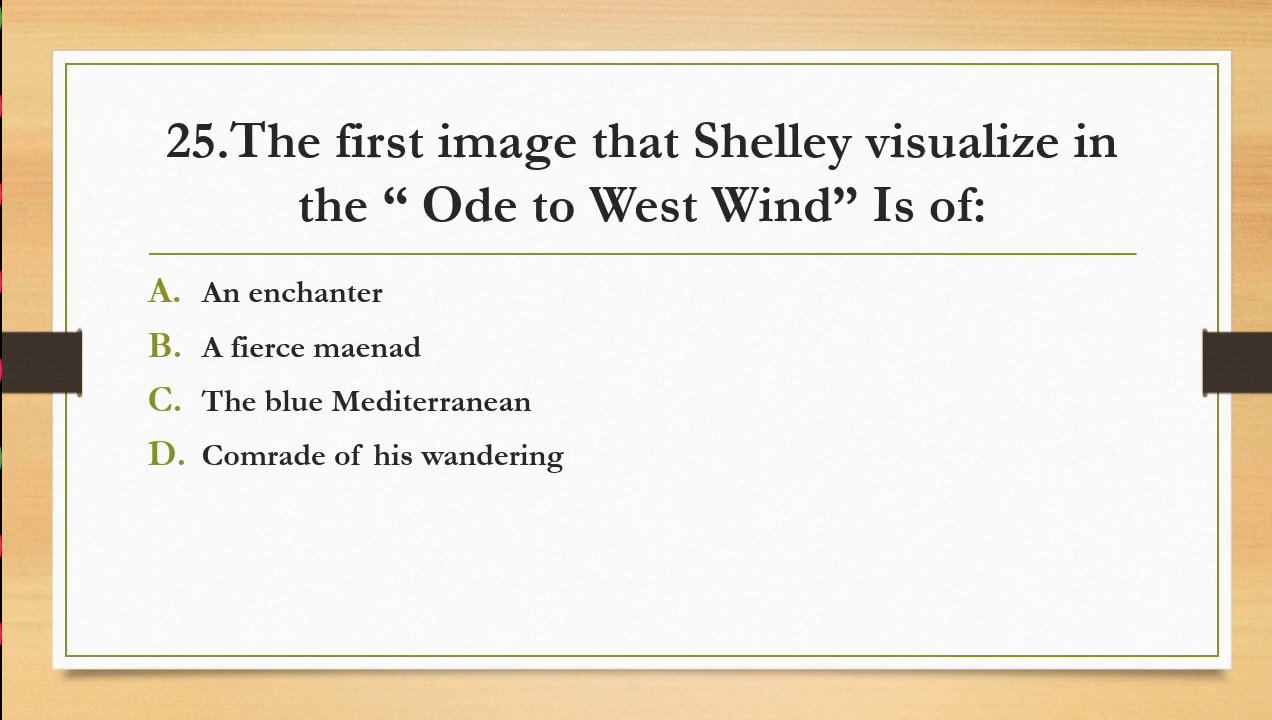 25.The first image that Shelley visualize in
the “ Ode to West Wind” Is of:
A. An enchanter
B. A fierce maenad
C. The blue Mediterranean
D. Comrade of his wandering